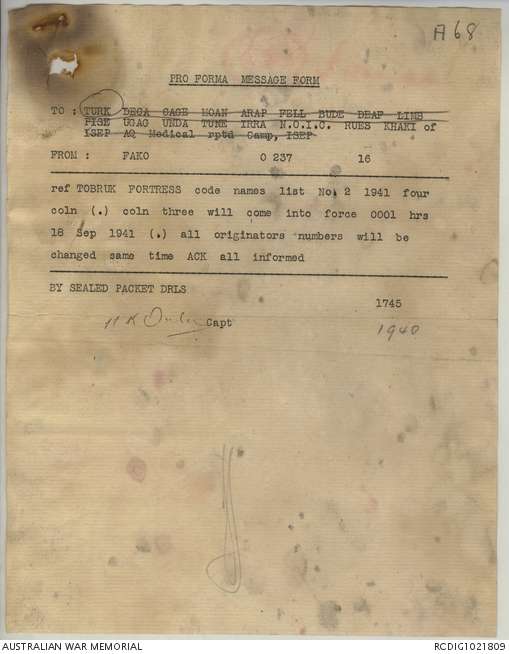 A68
PRO FORMA MESSAGE FORM
TO : TURK DEGA CAGE MOAN ARAP FELL BUDE DEAF LIMB
PISE UGAG UNDA TUNE IRRA N.O.I.C. RUES KHAKI of
ISEP AQ Medical rptd Camp, ISEP
FROM : FAKO O 237 16
ref TOBRUK FORTRESS code names list No. 2 1941 four
coln (.) coln three will come into force 0001 hrs
18 Sep 1941 (.) all originators numbers will be
changed same time ACK all informed
BY SEALED PACKET DRLS
1745
Capt
1940
AUSTRALIAN WAR MEMORIAL
RCDIG1021809